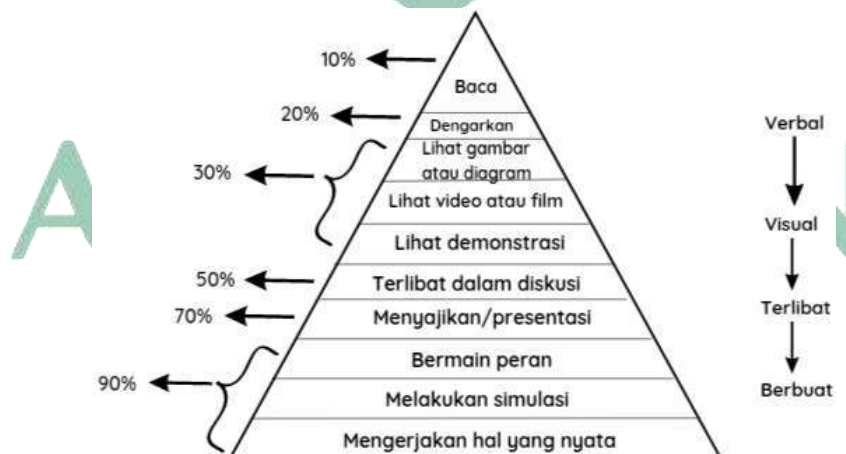 10%
Baca
20%
Dengarkan
Verbal
Lihat gambar
atau diagram
30%
Lihat video atau film
Visual
Lihat demonstrasi
50%
Terlibat dalam diskusi
Terlibat
70%
Menyajikan/presentasi
Bermain peran
90%
Melakukan simulasi
Berbuat
Mengerjakan hal yang nyata